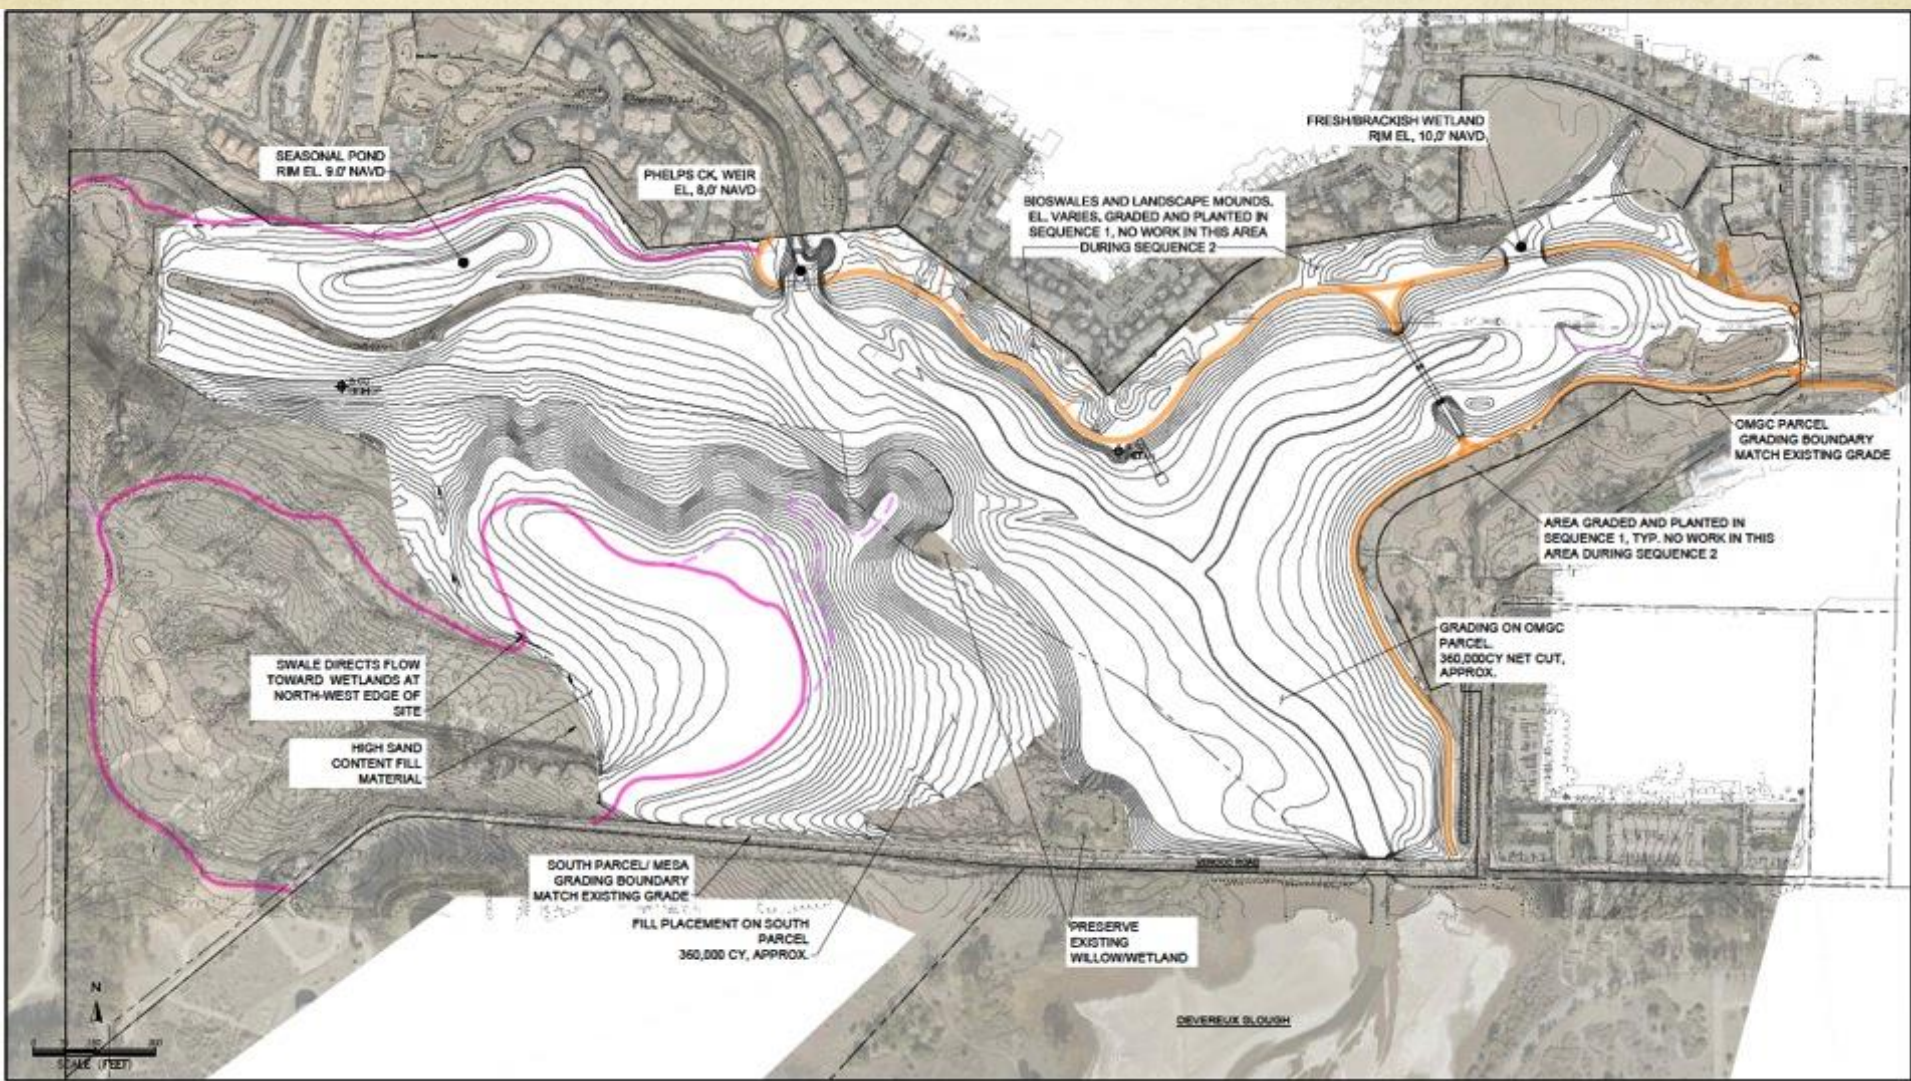 SEASONAL POND
RIM EL. 9.0' NAVD
PHELPS CK. WEIR
EL, 8,0' NAVD
FRESH/BRACKISH WETLAND
RIM EL, 10,0' NAVD,
BIOSWALES AND LANDSCAPE MOUNDS,
EL. VARIES, GRADED AND PLANTED IN
SEQUENCE 1, NO WORK IN THIS AREA
DURING SEQUENCE 2
OMGC PARCEL
GRADING BOUNDARY
MATCH EXISTING GRADE
AREA GRADED AND PLANTED IN
SEQUENCE 1, TYP. NO WORK IN THIS
AREA DURING SEQUENCE 2
GRADING ON OMGC
PARCEL.
360,000CY NET CUT,
APPROX.
SWALE DIRECTS FLOW
TOWARD WETLANDS AT
NORTH-WEST EDGE OF
SITE
HIGH SAND
CONTENT FILL
MATERIAL
SOUTH PARCEL/ MESA
GRADING BOUNDARY
MATCH EXISTING GRADE
FILL PLACEMENT ON SOUTH
PARCEL
360,000 CY, APPROX.
PRESERVE
EXISTING
WILLOW/WETLAND
DEVEREUX SLOUGH
N
SCALE (FEET)